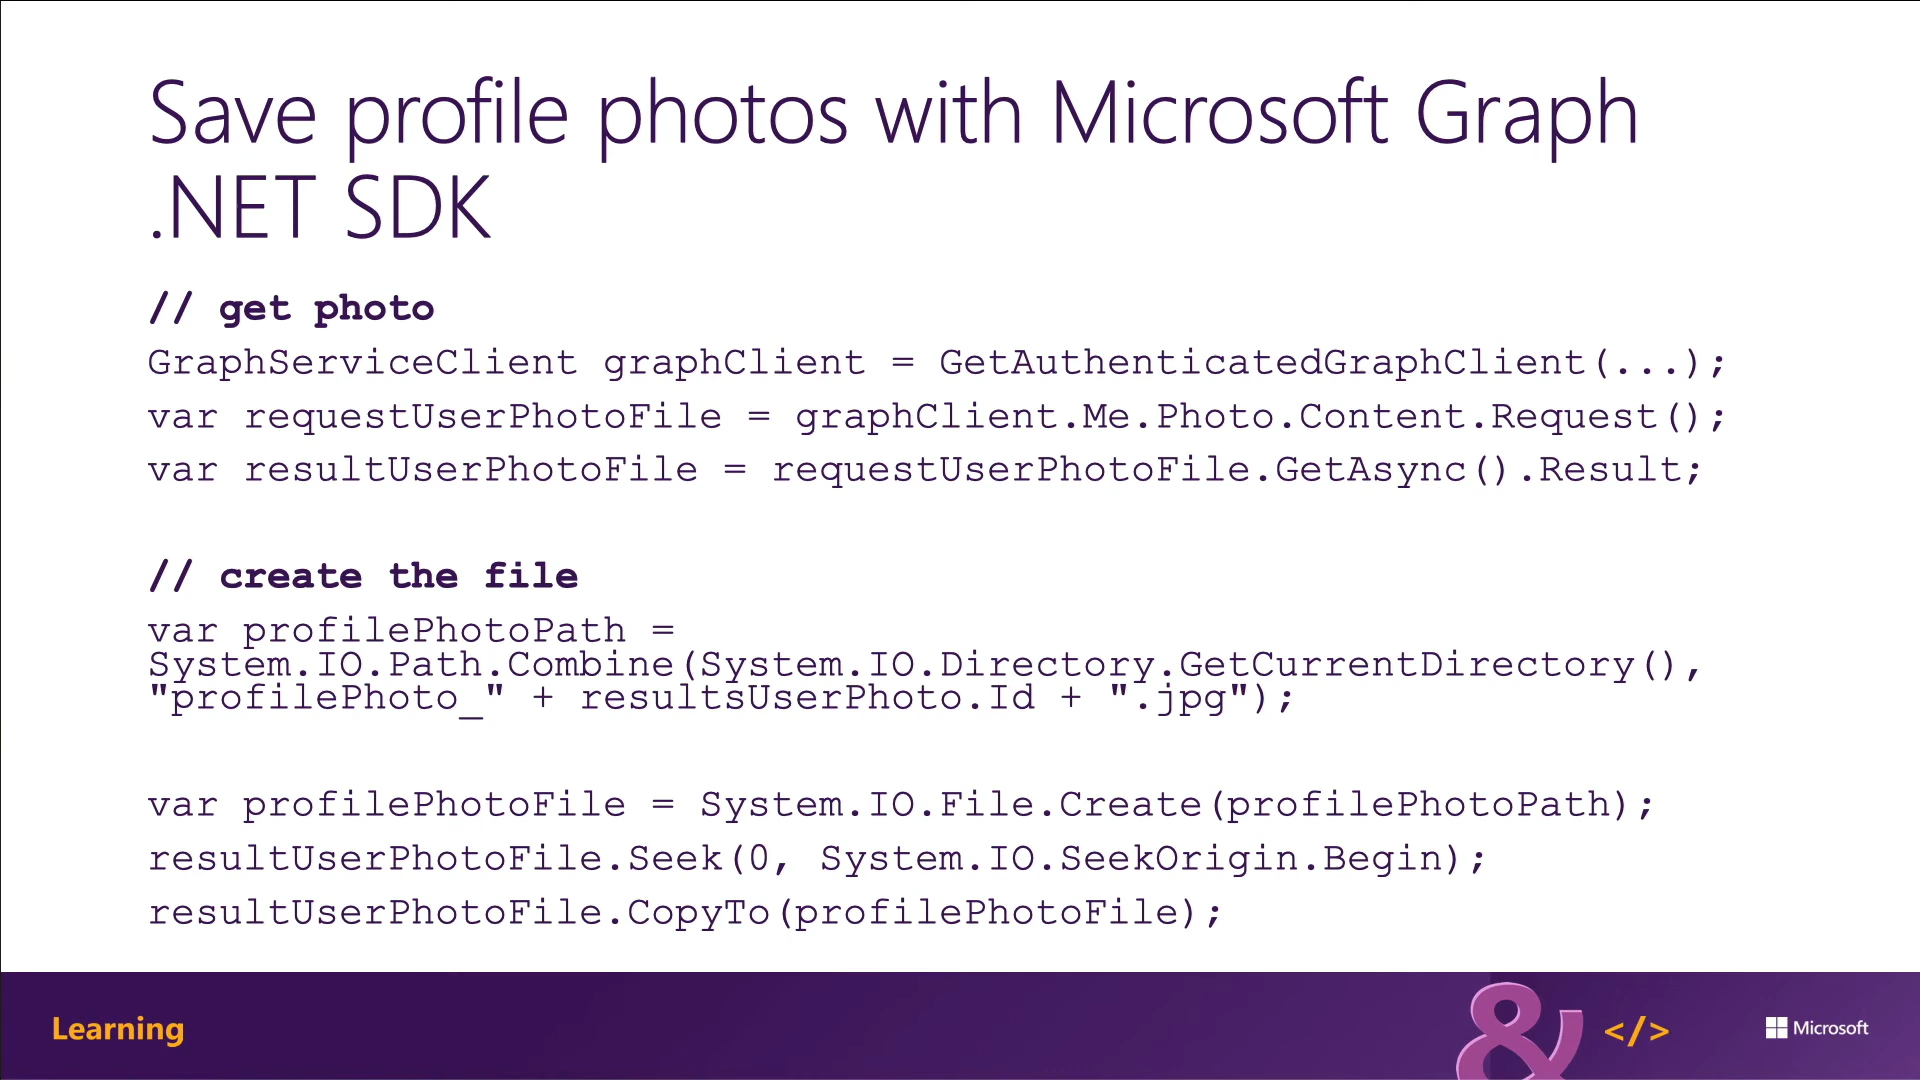 Save profile photos with Microsoft Graph
.NET SDK
// get photo
GraphServiceClient graphClient = GetAuthenticatedGraphClient(...);
var requestUserPhotoFile = graphClient.Me.Photo.Content.Request();
var resultUserPhotoFile = requestUserPhotoFile.GetAsync().Result;
// create the file
var profilePhotoPath =
System.IO.Path.Combine(System.IO.Directory.GetCurrentDirectory(),
"profilePhoto_" + resultsUserPhoto.Id + ".jpg");
var profilePhotoFile = System.IO.File.Create(profilePhotoPath);
resultUserPhotoFile.Seek(0, System.IO.SeekOrigin.Begin);
resultUserPhotoFile.CopyTo(profilePhotoFile);
Learning
& </>
Microsoft